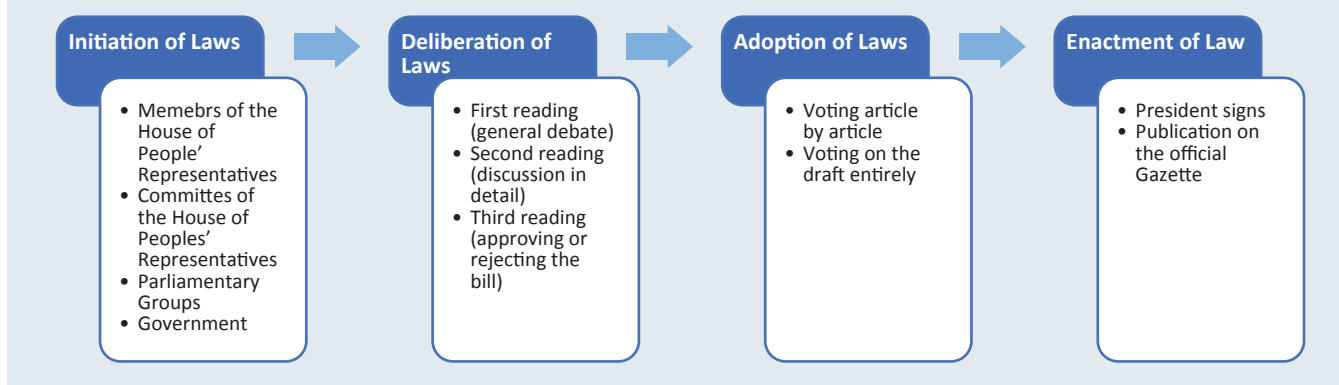 Initiation of Laws
• Memebrs of the
House of
People’
Representatives
• Committes of
the House of
Peoples’
Representatives
• Parliamentary
Groups
• Government
Deliberation of
Laws
• First reading
(general debate)
• Second reading
(discussion in
detail)
• Third reading
(approving or
rejecting the
bill)
Adoption of Laws
• Voting article
by article
• Voting on the
draft entirely
Enactment of Law
• President signs
• Publication on
the official
Gazette